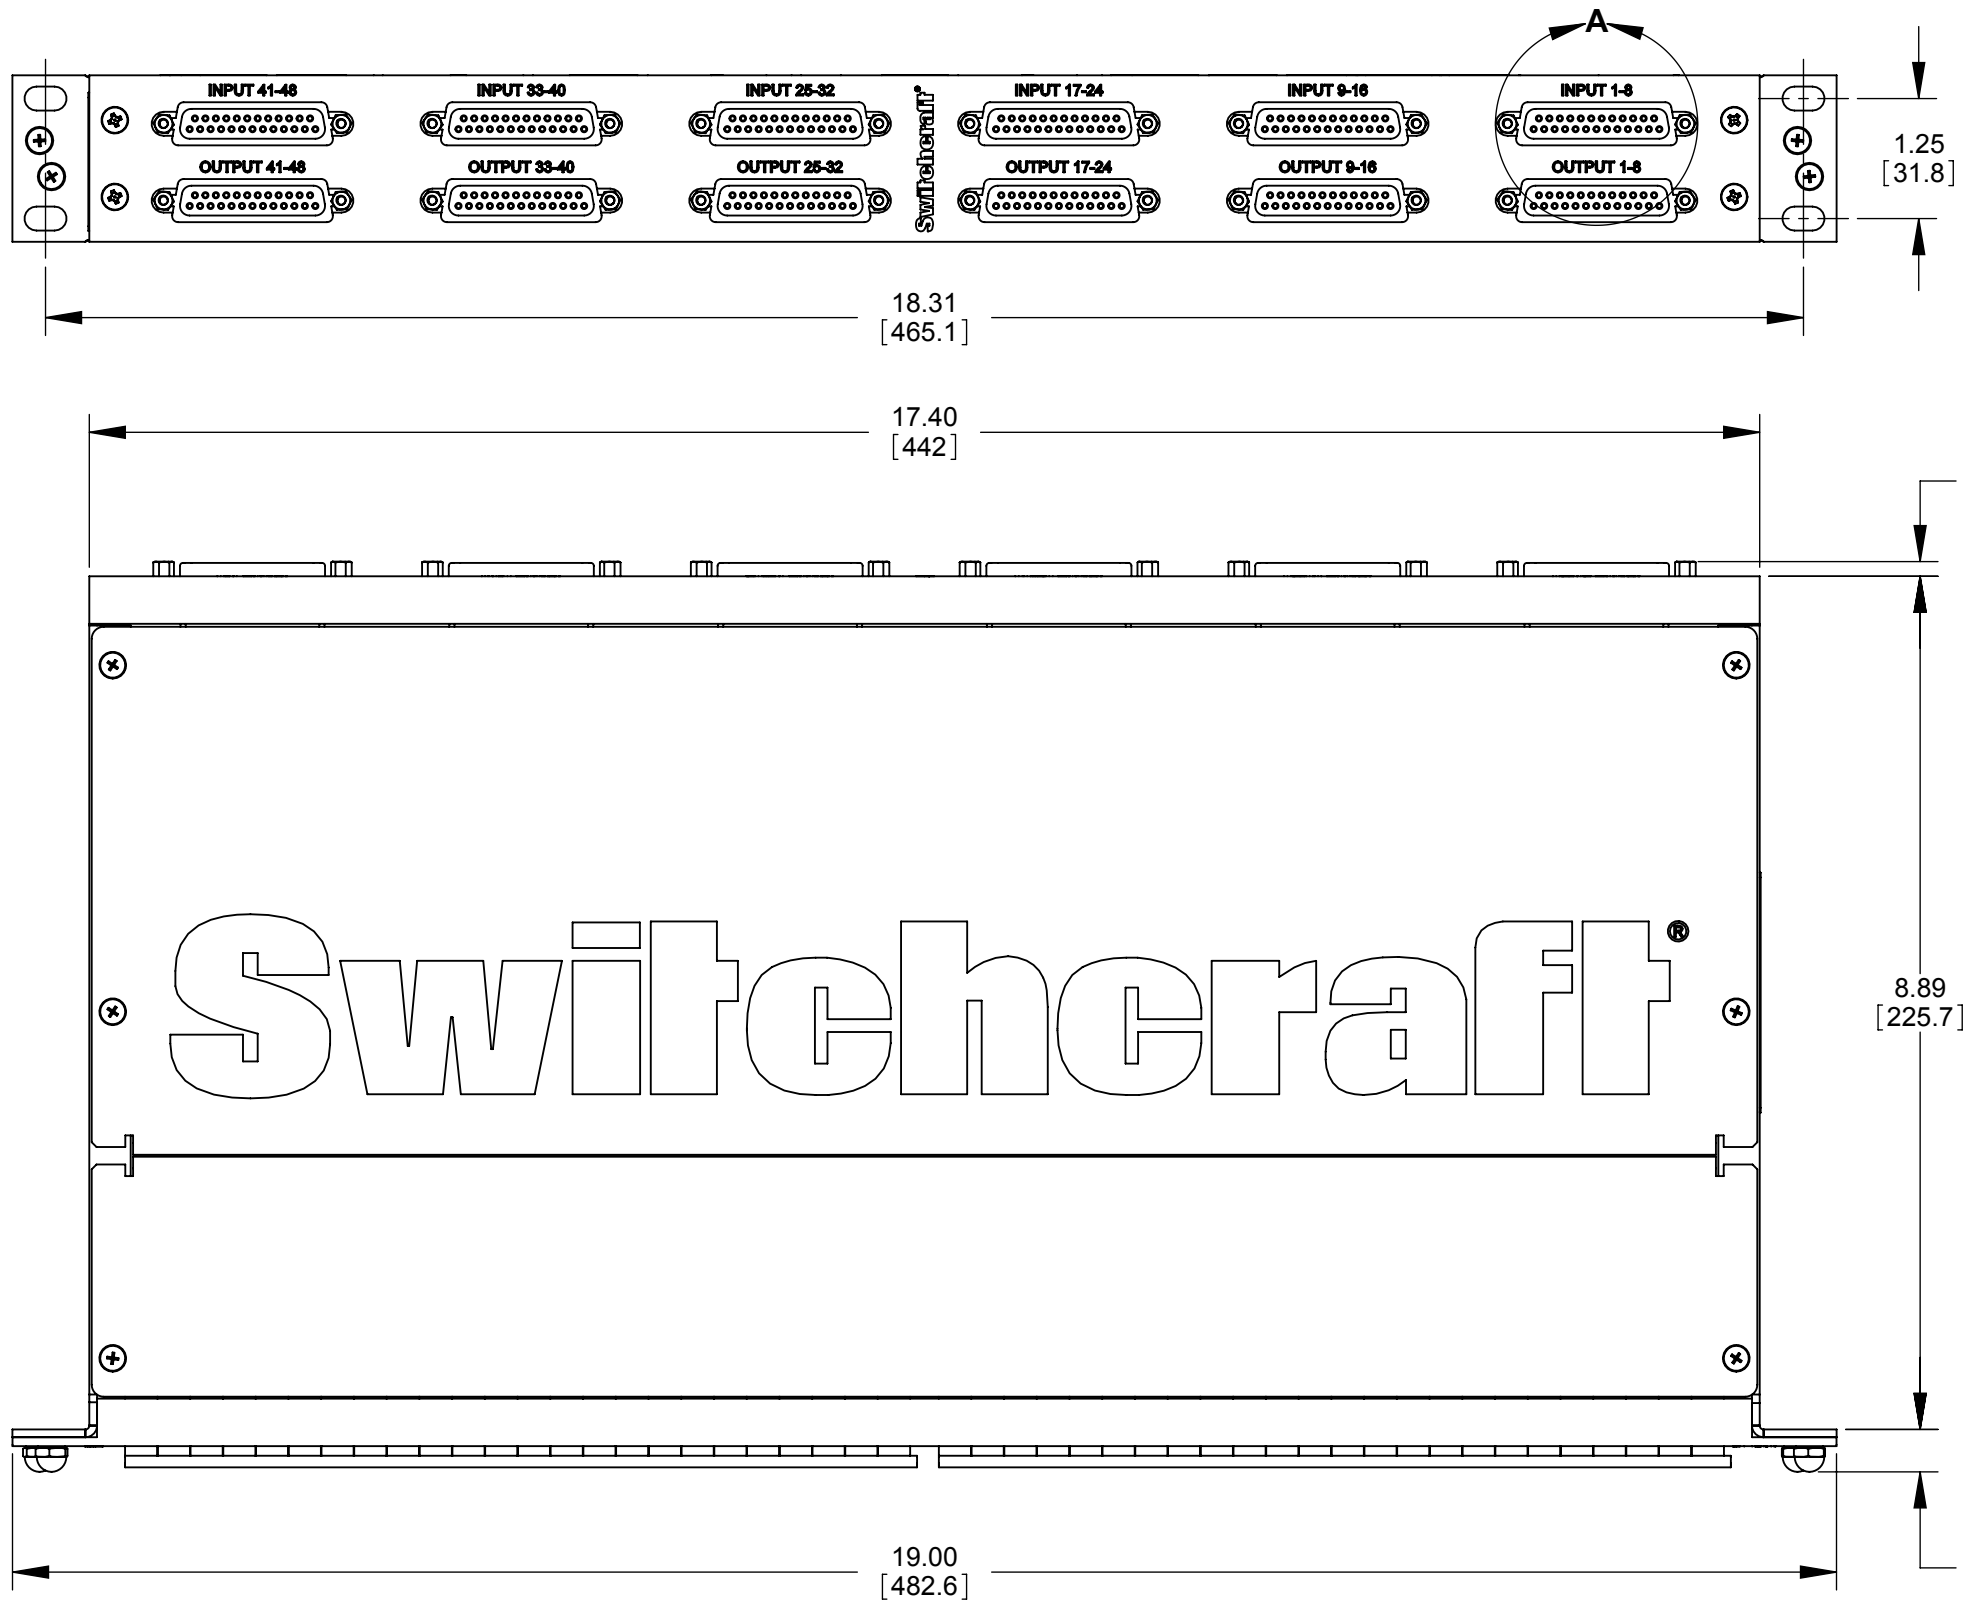 A
INPUT 41-48 INPUT 33-40 INPUT 25-32 INPUT 17-24 INPUT 9-16 INPUT 1-8
OUTPUT 41-48 OUTPUT 33-40 OUTPUT 25-32 OUTPUT 17-24 OUTPUT 9-16 OUTPUT 1-8
Switchcraft®
1.25
[31.8]
18.31
[465.1]
17.40
[442]
Switchcraft®
8.89
[225.7]
19.00
[482.6]